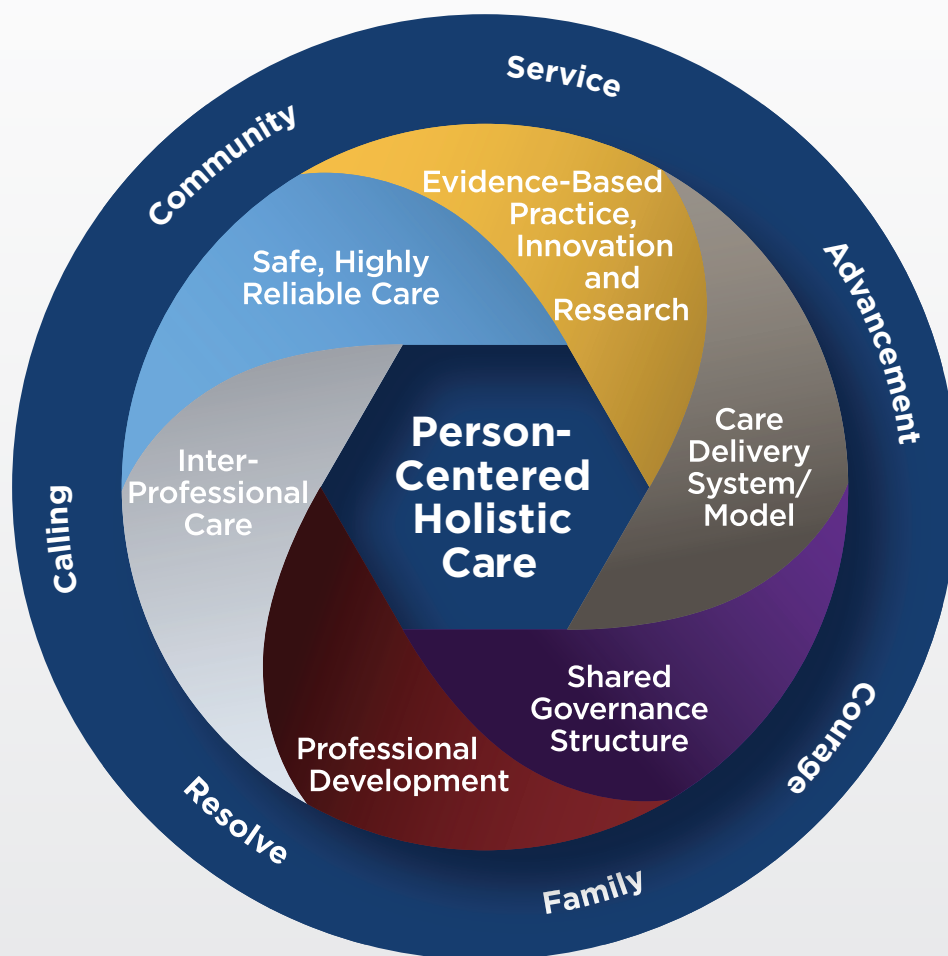 Service
Advancement
Courage
Family
Resolve
Calling
Community
Evidence-Based
Practice,
Innovation
and
Research
Care
Delivery
System/
Model
Shared
Governance
Structure
Professional
Development
Inter-
Professional
Care
Safe, Highly
Reliable Care
Person-
Centered
Holistic
Care